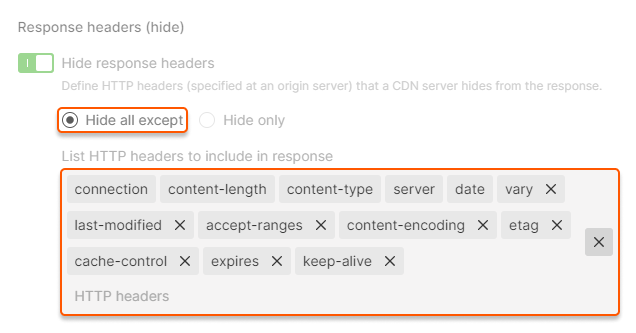 Response headers (hide)
Hide response headers
Define HTTP headers (specified at an origin server) that a CDN server hides from the response.
Hide all except Hide only
List HTTP headers to include in response
connection content-length content-type server date vary
last-modified accept-ranges content-encoding etag
cache-control expires keep-alive
HTTP headers